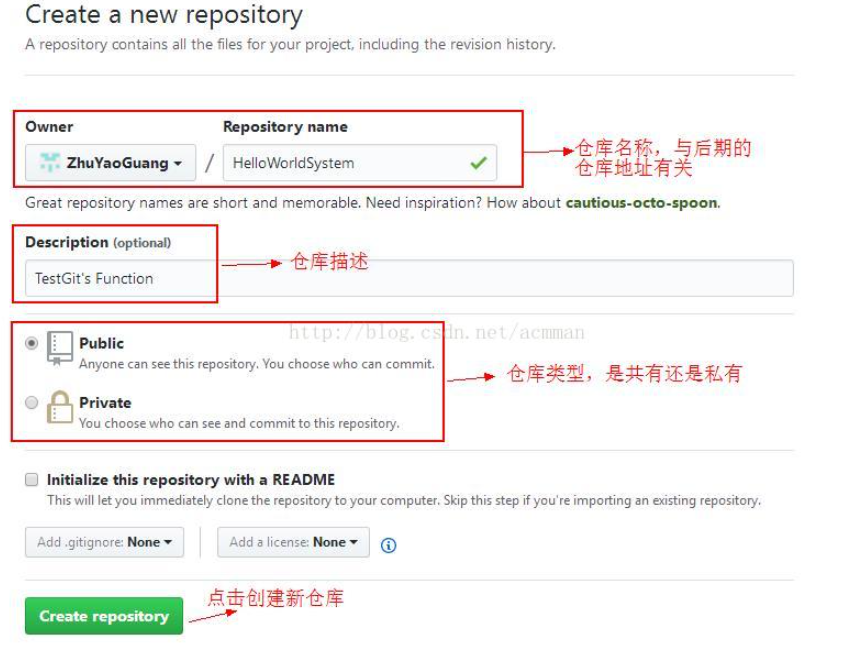 Create a new repository
A repository contains all the files for your project, including the revision history.
Owner
Repository name
ZhuYaoGuang / HelloWorldSystem
仓库名称，与后期的
仓库地址有关
Great repository names are short and memorable. Need inspiration? How about cautious-octo-spoon.
Description (optional)
仓库描述
TestGit's Function
http://blog.csdn.net/acmman
Public
Anyone can see this repository. You choose who can commit.
仓库类型，是共有还是私有
Private
You choose who can see and commit to this repository.
Initialize this repository with a README
This will let you immediately clone the repository to your computer. Skip this step if you're importing an existing repository.
Add .gitignore: None
Add a license: None
点击创建新仓库
Create repository